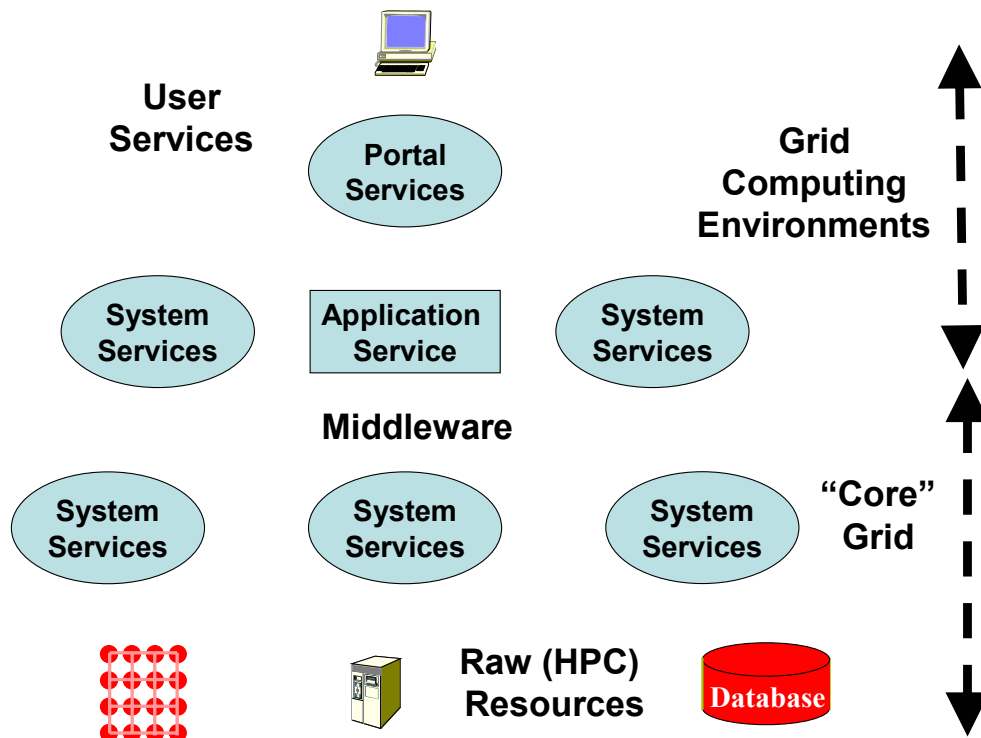 User
Services
Portal
Services
Grid
Computing
Environments
System
Services
Application
Service
System
Services
Middleware
System
Services
System
Services
System
Services
“Core”
Grid
Raw (HPC)
Resources
Database